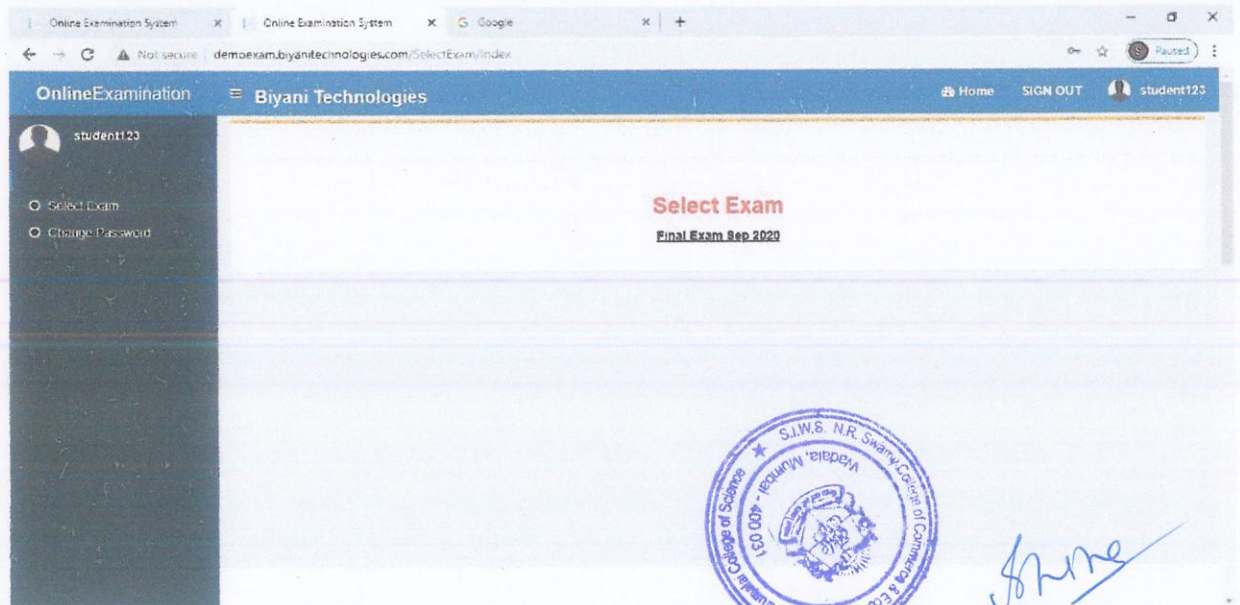 Online Examination System
Online Examination System
Google
Not secure demoexam.biyanitechnologies.com/SelectExam/Index
Paused
OnlineExamination
Biyani Technologies
Home
SIGN OUT
student123
student123
Select Exam
Change Password
Select Exam
Final Exam Sep 2020
S.I.W.S. N.R. Swamy College of Commerce &
College of Science
Wadala, Mumbai - 400 031